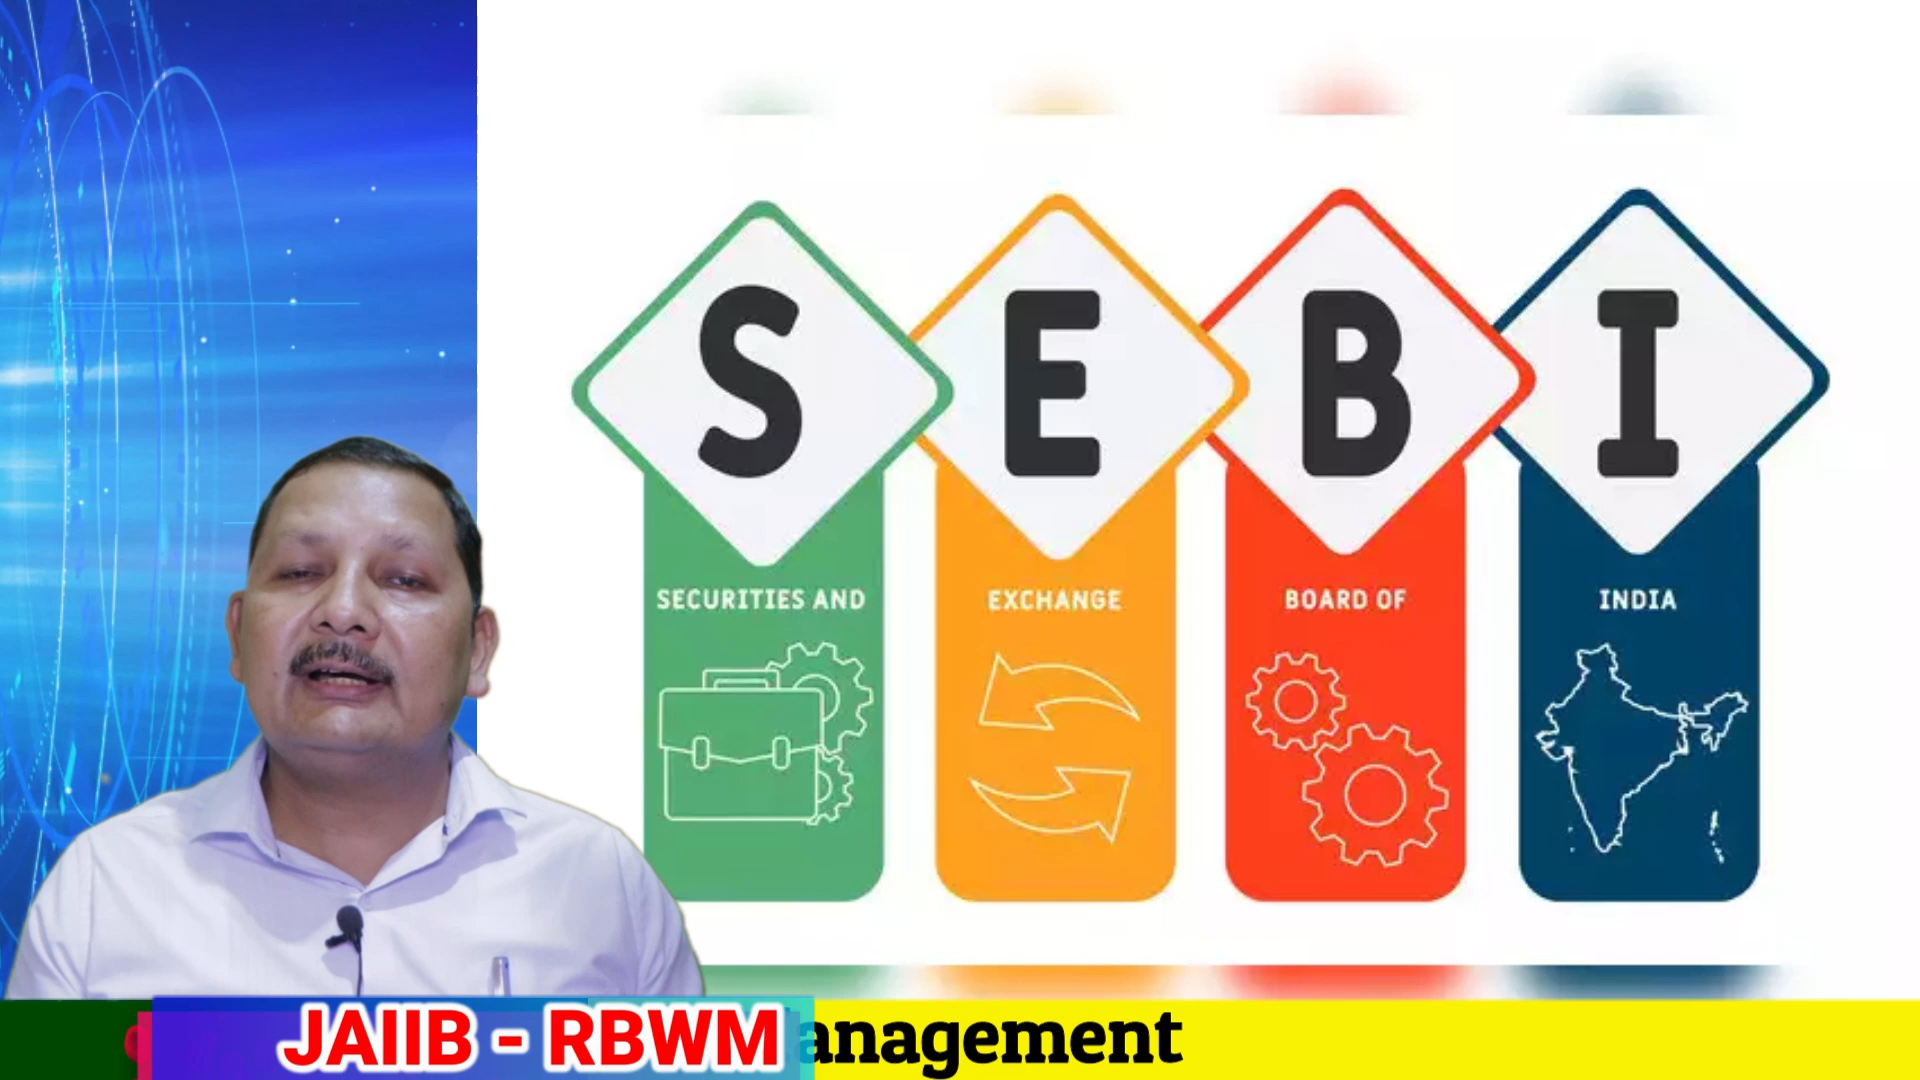 S E B I
SECURITIES AND EXCHANGE BOARD OF INDIA
JAIIB - RBWM anagement